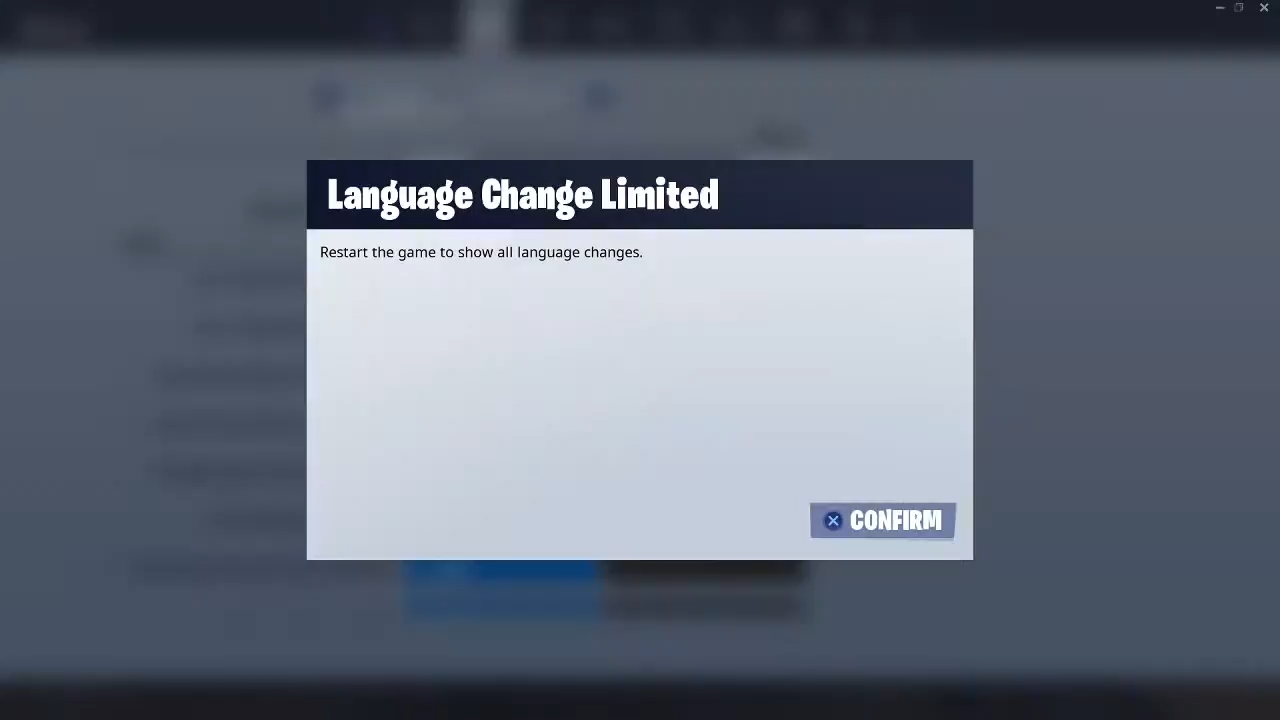 Language Change Limited
Restart the game to show all language changes.
CONFIRM